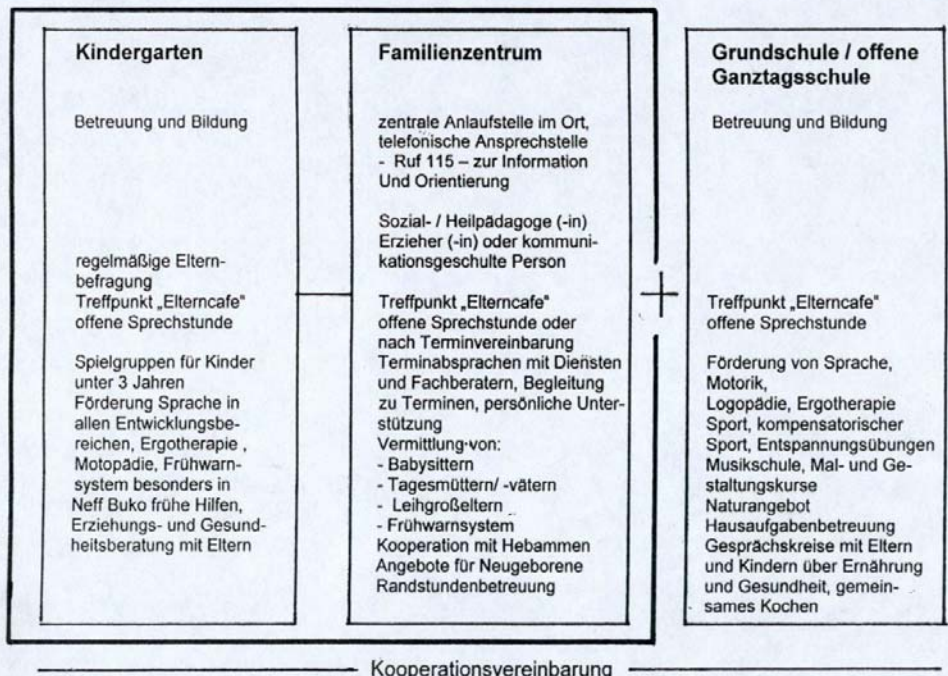 Kindergarten
Betreuung und Bildung
regelmäßige Eltern-
befragung
Treffpunkt „Elterncafe“
offene Sprechstunde
Spielgruppen für Kinder
unter 3 Jahren
Förderung Sprache in
allen Entwicklungsbe-
reichen, Ergotherapie ,
Motopädie, Frühwarn-
system besonders in
Neff Buko frühe Hilfen,
Erziehungs- und Gesund-
heitsberatung mit Eltern
Familienzentrum
zentrale Anlaufstelle im Ort,
telefonische Ansprechstelle
- Ruf 115 – zur Information
Und Orientierung
Sozial- / Heilpädagoge (-in)
Erzieher (-in) oder kommuni-
kationsgeschulte Person
Treffpunkt „Elterncafe“
offene Sprechstunde oder
nach Terminvereinbarung
Terminabsprachen mit Diensten
und Fachberatern, Begleitung
zu Terminen, persönliche Unter-
stützung
Vermittlung von:
- Babysittern
- Tagesmüttern/ -vätern
- Leihgroßeltern
- Frühwarnsystem
Kooperation mit Hebammen
Angebote für Neugeborene
Randstundenbetreuung
Grundschule / offene
Ganztagsschule
Betreuung und Bildung
Treffpunkt „Elterncafe“
offene Sprechstunde
Förderung von Sprache,
Motorik,
Logopädie, Ergotherapie
Sport, kompensatorischer
Sport, Entspannungsübungen
Musikschule, Mal- und Ge-
staltungskurse
Naturangebot
Hausaufgabenbetreuung
Gesprächskreise mit Eltern
und Kindern über Ernährung
und Gesundheit, gemein-
sames Kochen
Kooperationsvereinbarung